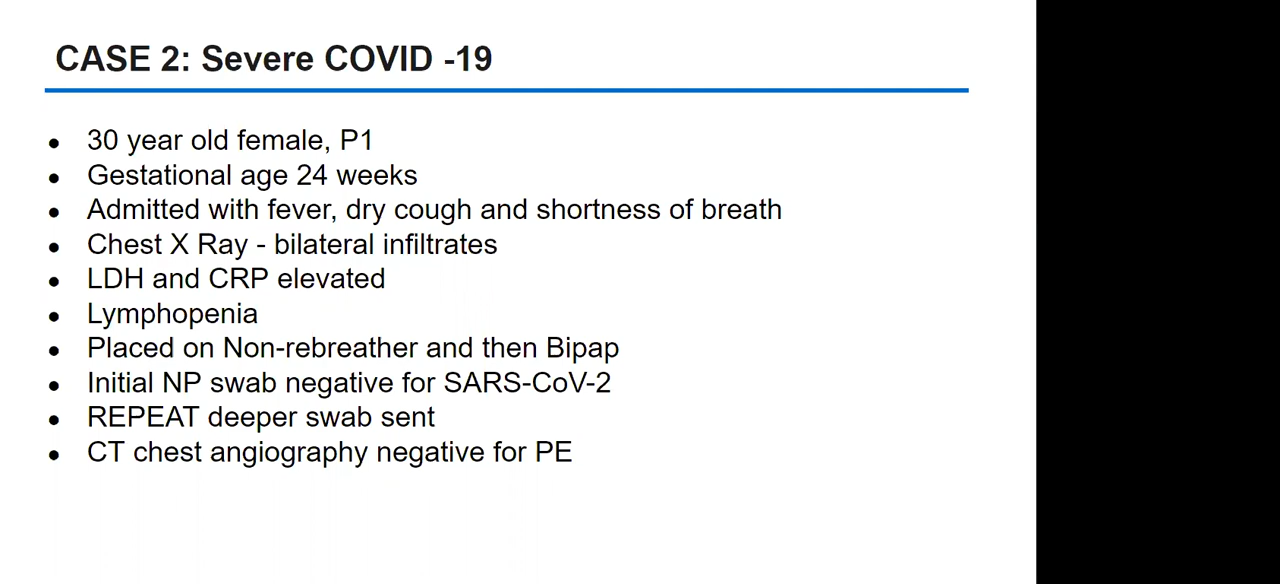 CASE 2: Severe COVID -19
● 30 year old female, P1
● Gestational age 24 weeks
● Admitted with fever, dry cough and shortness of breath
● Chest X Ray - bilateral infiltrates
● LDH and CRP elevated
● Lymphopenia
● Placed on Non-rebreather and then Bipap
● Initial NP swab negative for SARS-CoV-2
● REPEAT deeper swab sent
● CT chest angiography negative for PE